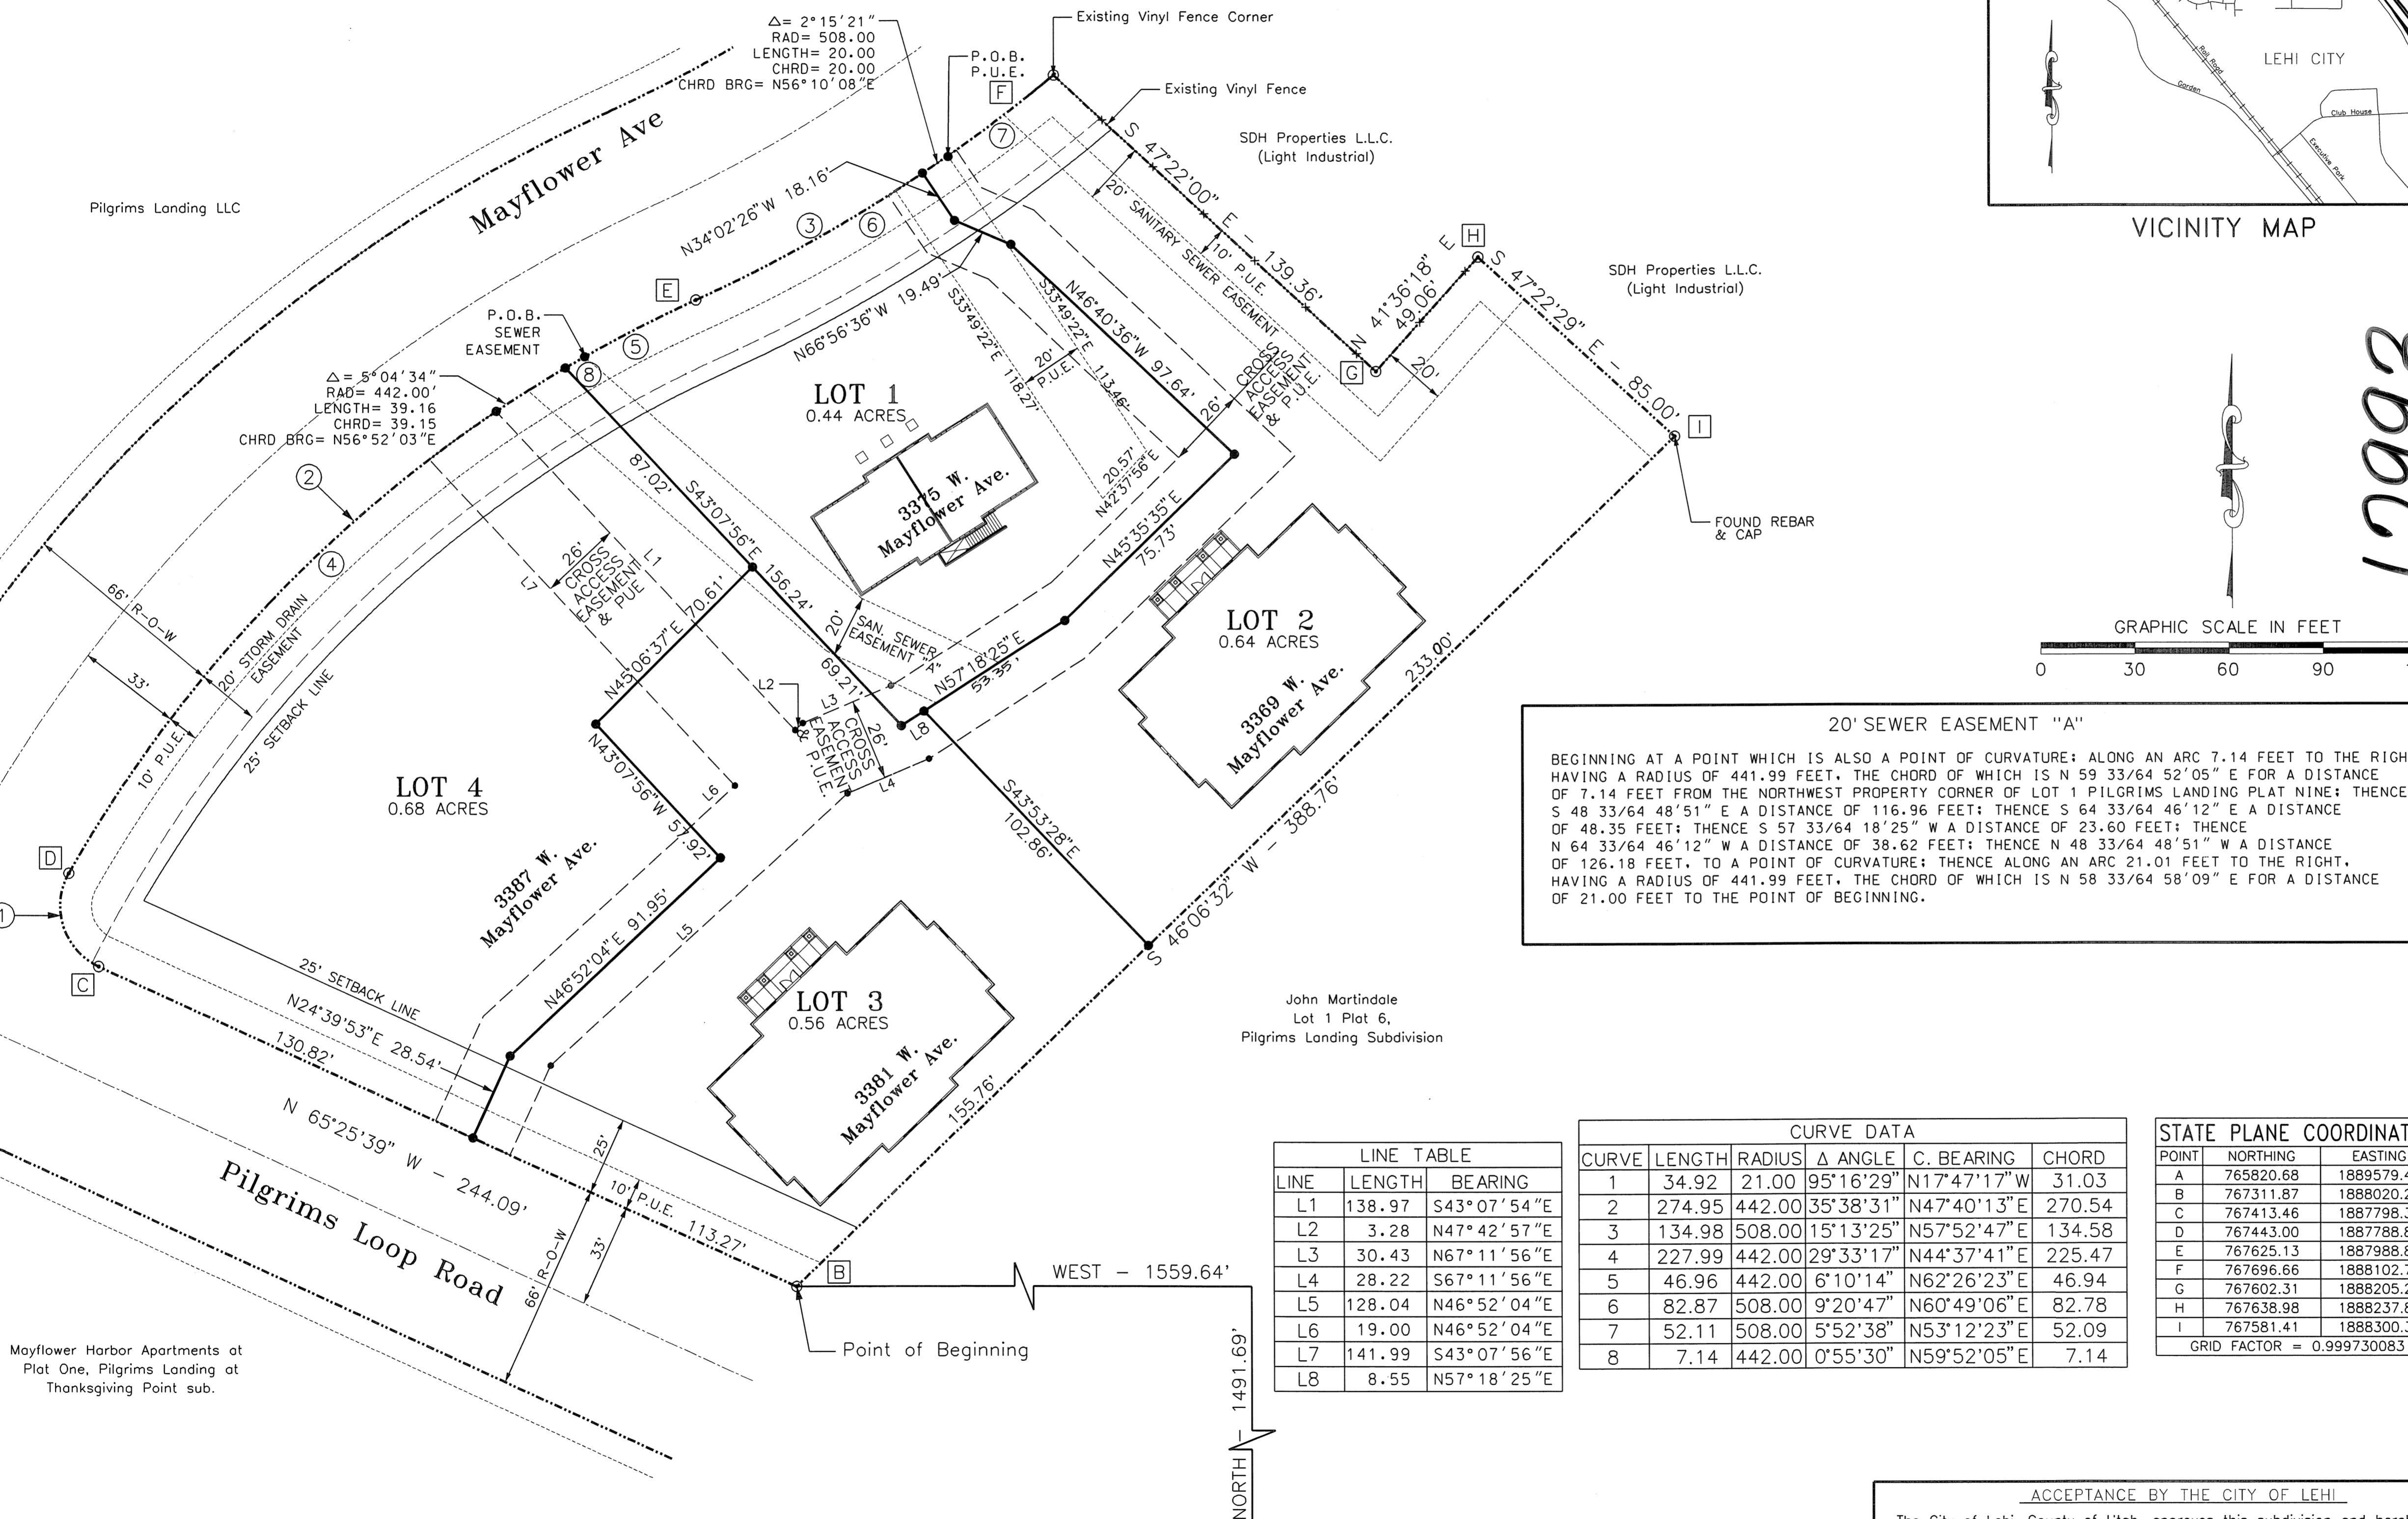 Δ= 2°15'21"
RAD= 508.00
LENGTH= 20.00
CHRD= 20.00
CHRD BRG= N56°10'08"E
Existing Vinyl Fence Corner
P.O.B.
P.U.E.
F
7
Existing Vinyl Fence
SDH Properties L.L.C.
(Light Industrial)
Pilgrims Landing LLC
Mayflower Ave
N34°02'26"W 18.16'
3
6
E
P.O.B.
SEWER
EASEMENT
5
8
Δ= 5°04'34"
RAD= 442.00'
LENGTH= 39.16
CHRD= 39.15
CHRD BRG= N56°52'03"E
2
4
S 47°22'00" E - 139.36'
20' SANITARY SEWER EASEMENT
10' P.U.E.
N 41°36'18" E
49.06'
G
H
S 47°22'29" E - 85.00'
I
20'
SDH Properties L.L.C.
(Light Industrial)
FOUND REBAR
& CAP
N66°56'36"W 19.49'
S33°49'22"E 118.27'
S33°49'22"E 113.46'
20'
P.U.E.
N46°40'36"W 97.64'
26'
CROSS
ACCESS
EASEMENT
& P.U.E.
20.57'
N42°37'56"E
LOT 1
0.44 ACRES
3375 W.
Mayflower Ave.
87.02'
S43°07'56"E
156.24'
69.21'
N45°35'35"E
75.73'
LOT 2
0.64 ACRES
3369 W.
Mayflower Ave.
26'
CROSS
ACCESS
EASEMENT
& PUE
L1
L7
N45°06'37"E 70.61'
20'
SAN. SEWER
EASEMENT "A"
N57°18'25"E
53.35'
L2
L3
L8
26'
CROSS
ACCESS
EASEMENT
& P.U.E.
L4
66' R-O-W
33'
20' STORM DRAIN
EASEMENT
10' P.U.E.
25' SETBACK LINE
LOT 4
0.68 ACRES
3387 W.
Mayflower Ave.
N43°07'56"W 57.92'
L6
L5
S43°53'28"E
102.86'
233.00'
S 46°06'32" W - 388.76'
D
1
C
25' SETBACK LINE
N24°39'53"E 28.54'
130.82'
N46°52'04"E 91.95'
LOT 3
0.56 ACRES
3381 W.
Mayflower Ave.
155.76'
John Martindale
Lot 1 Plat 6,
Pilgrims Landing Subdivision
N 65°25'39" W - 244.09'
Pilgrims Loop Road
25'
10' P.U.E.
113.27'
66' R-O-W
33'
B
WEST - 1559.64'
Point of Beginning
NORTH - 1491.69'
Mayflower Harbor Apartments at
Plat One, Pilgrims Landing at
Thanksgiving Point sub.
LEHI CITY
Rail Road
Garden
Club House
Executive Park
VICINITY MAP
GRAPHIC SCALE IN FEET
0 30 60 90
20' SEWER EASEMENT "A"
BEGINNING AT A POINT WHICH IS ALSO A POINT OF CURVATURE; ALONG AN ARC 7.14 FEET TO THE RIGH
HAVING A RADIUS OF 441.99 FEET, THE CHORD OF WHICH IS N 59 33/64 52'05" E FOR A DISTANCE
OF 7.14 FEET FROM THE NORTHWEST PROPERTY CORNER OF LOT 1 PILGRIMS LANDING PLAT NINE; THENCE
S 48 33/64 48'51" E A DISTANCE OF 116.96 FEET; THENCE S 64 33/64 46'12" E A DISTANCE
OF 48.35 FEET; THENCE S 57 33/64 18'25" W A DISTANCE OF 23.60 FEET; THENCE
N 64 33/64 46'12" W A DISTANCE OF 38.62 FEET; THENCE N 48 33/64 48'51" W A DISTANCE
OF 126.18 FEET, TO A POINT OF CURVATURE; THENCE ALONG AN ARC 21.01 FEET TO THE RIGHT,
HAVING A RADIUS OF 441.99 FEET, THE CHORD OF WHICH IS N 58 33/64 58'09" E FOR A DISTANCE
OF 21.00 FEET TO THE POINT OF BEGINNING.
LINE TABLE
LINE LENGTH BEARING
L1 138.97 S43°07'54"E
L2 3.28 N47°42'57"E
L3 30.43 N67°11'56"E
L4 28.22 S67°11'56"E
L5 128.04 N46°52'04"E
L6 19.00 N46°52'04"E
L7 141.99 S43°07'56"E
L8 8.55 N57°18'25"E
CURVE DATA
CURVE LENGTH RADIUS Δ ANGLE C. BEARING CHORD
1 34.92 21.00 95°16'29" N17°47'17"W 31.03
2 274.95 442.00 35°38'31" N47°40'13"E 270.54
3 134.98 508.00 15°13'25" N57°52'47"E 134.58
4 227.99 442.00 29°33'17" N44°37'41"E 225.47
5 46.96 442.00 6°10'14" N62°26'23"E 46.94
6 82.87 508.00 9°20'47" N60°49'06"E 82.78
7 52.11 508.00 5°52'38" N53°12'23"E 52.09
8 7.14 442.00 0°55'30" N59°52'05"E 7.14
STATE PLANE COORDINAT
POINT NORTHING EASTING
A 765820.68 1889579.4
B 767311.87 1888020.2
C 767413.46 1887798.3
D 767443.00 1887788.8
E 767625.13 1887988.8
F 767696.66 1888102.7
G 767602.31 1888205.2
H 767638.98 1888237.8
I 767581.41 1888300.3
GRID FACTOR = 0.999730083
ACCEPTANCE BY THE CITY OF LEHI